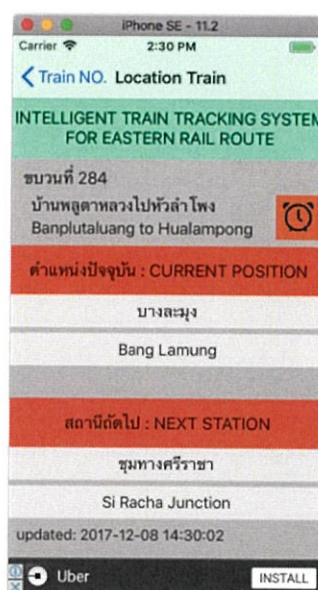 iPhone SE - 11.2
Carrier 2:30 PM
Train NO. Location Train
INTELLIGENT TRAIN TRACKING SYSTEM
FOR EASTERN RAIL ROUTE
ขบวนที่ 284
บ้านพลูตาหลวงไปหัวลำโพง
Banplutaluang to Hualampong
ตำแหน่งปัจจุบัน : CURRENT POSITION
บางละมุง
Bang Lamung
สถานีถัดไป : NEXT STATION
ชุมทางศรีราชา
Si Racha Junction
updated: 2017-12-08 14:30:02
Uber INSTALL